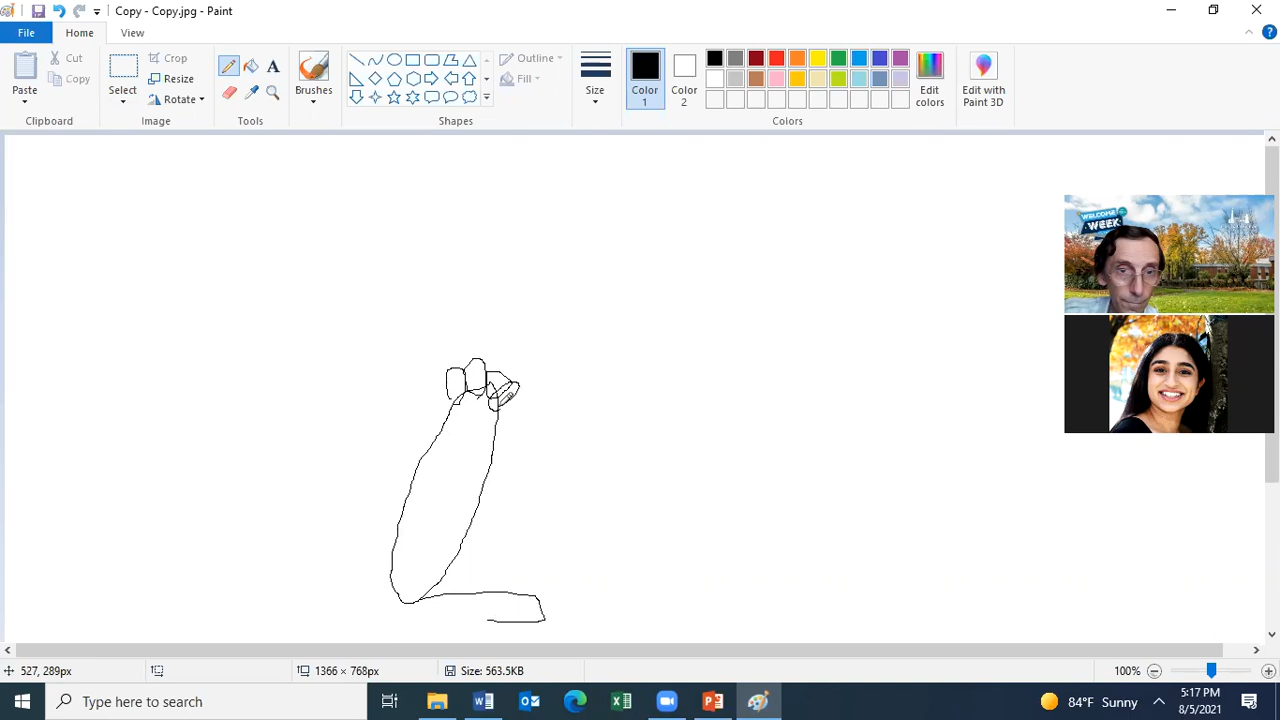 Copy - Copy.jpg - Paint
File
Home
View
Paste
Cut
Copy
Clipboard
Select
Crop
Resize
Rotate
Image
A
Tools
Brushes
Outline
Fill
Shapes
Size
Color 1
Color 2
Colors
Edit colors
Edit with Paint 3D
?
WELCOME
WEEK
527, 289px
1366 × 768px
Size: 563.5KB
100%
Type here to search
84°F Sunny
5:17 PM
8/5/2021